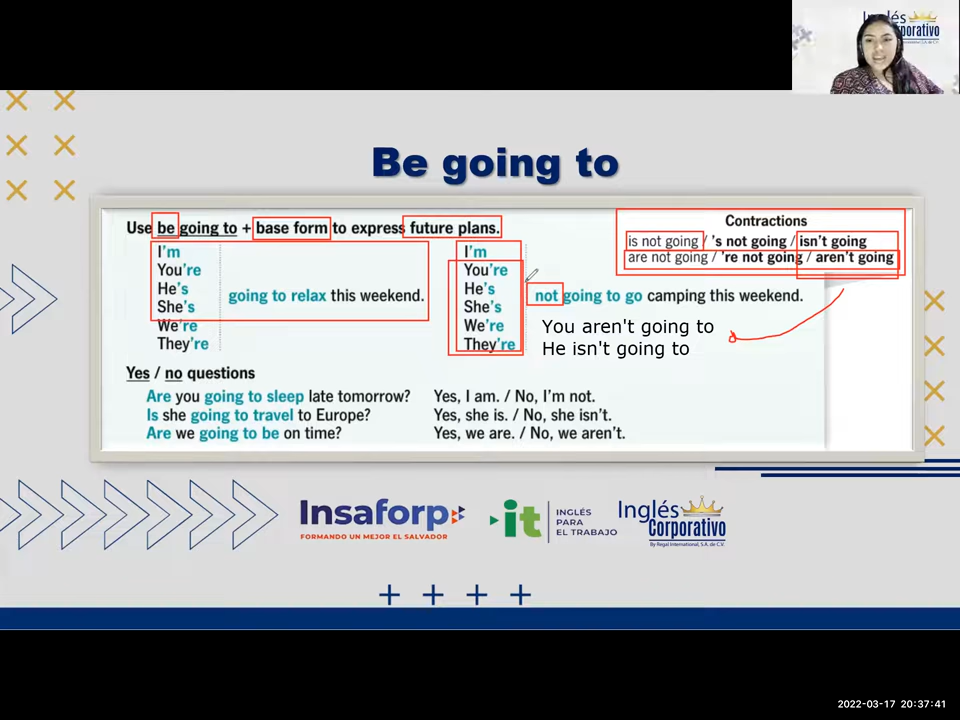 Inglés
Corporativo
Be going to
Use be going to + base form to express future plans.
I'm
You're
He's
She's
We're
They're
going to relax this weekend.
I'm
You're
He's
She's
We're
They're
not going to go camping this weekend.
Contractions
is not going / 's not going / isn't going
are not going / 're not going / aren't going
You aren't going to
He isn't going to
Yes / no questions
Are you going to sleep late tomorrow? Yes, I am. / No, I'm not.
Is she going to travel to Europe? Yes, she is. / No, she isn't.
Are we going to be on time? Yes, we are. / No, we aren't.
Insaforp
FORMANDO UN MEJOR EL SALVADOR
it
INGLÉS
PARA
EL TRABAJO
Inglés
Corporativo
By Regal International, S.A. de C.V.
2022-03-17 20:37:41